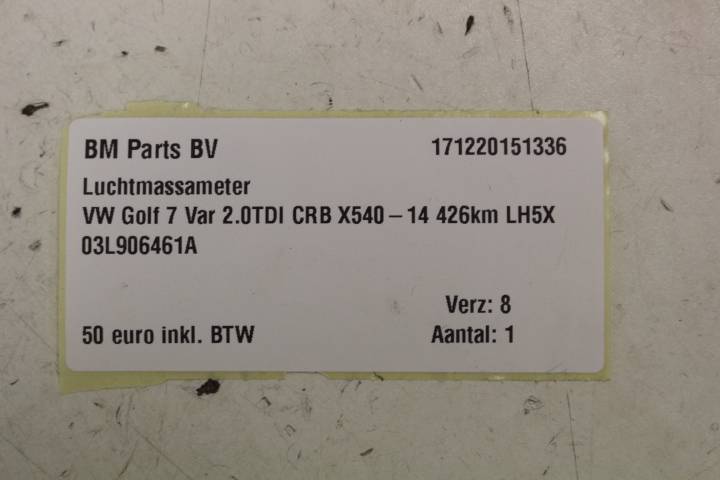 BM Parts BV 171220151336
Luchtmassameter
VW Golf 7 Var 2.0TDI CRB X540 – 14 426km LH5X
03L906461A
Verz: 8
50 euro inkl. BTW Aantal: 1